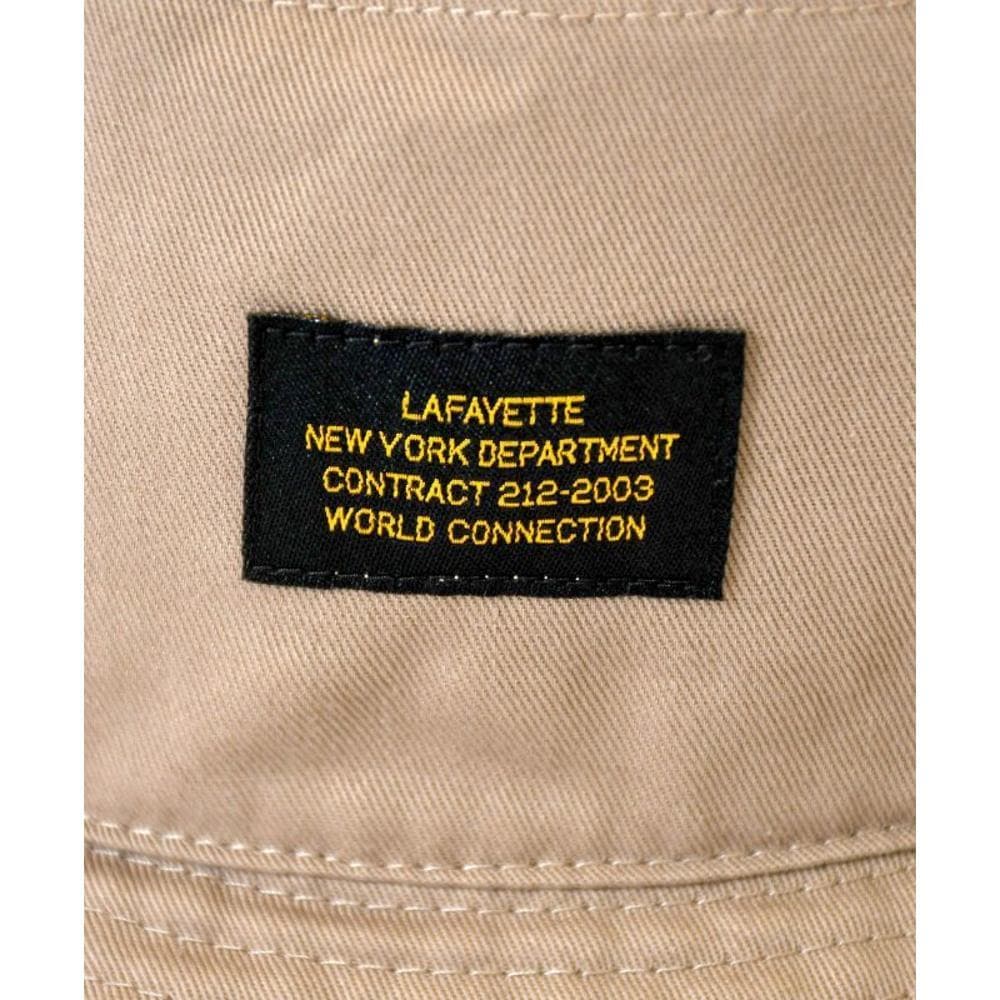 LAFAYETTE
NEW YORK DEPARTMENT
CONTRACT 212-2003
WORLD CONNECTION